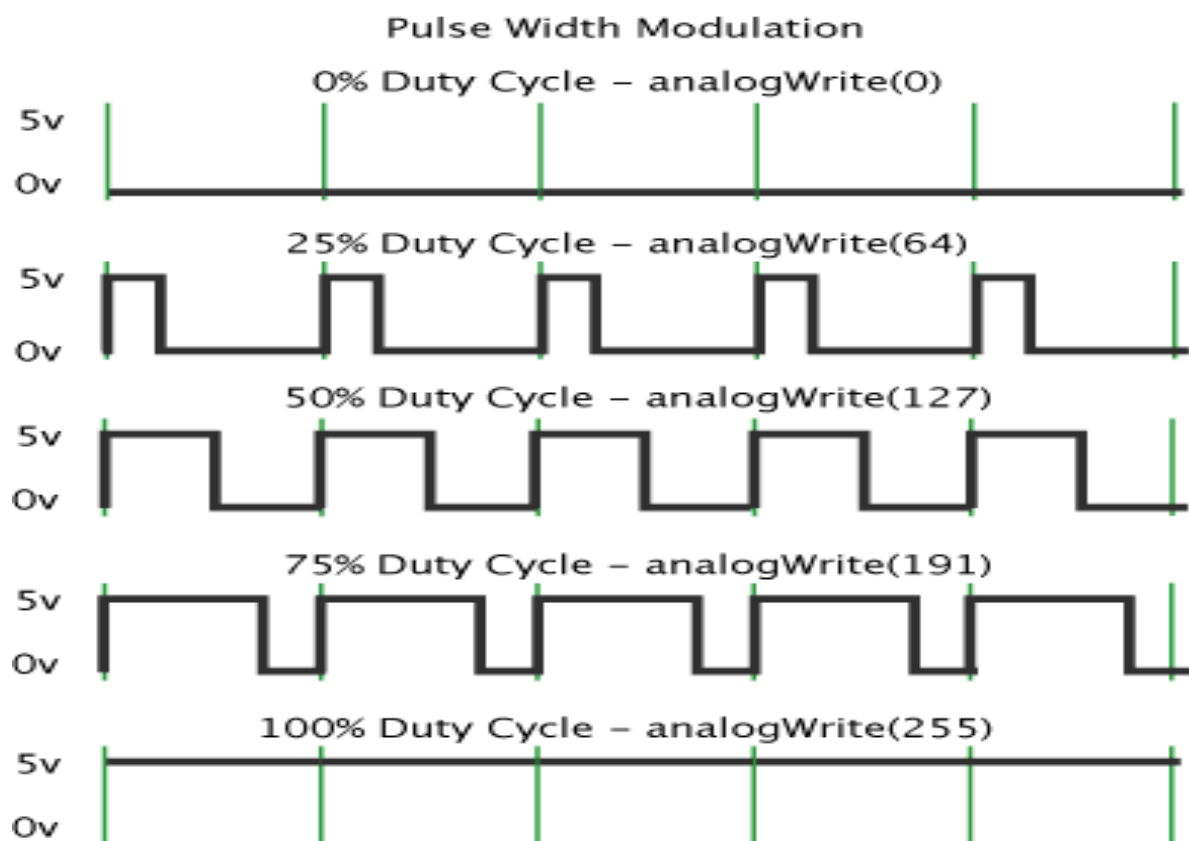 Pulse Width Modulation
0% Duty Cycle – analogWrite(0)
5v
0v
25% Duty Cycle – analogWrite(64)
5v
0v
50% Duty Cycle – analogWrite(127)
5v
0v
75% Duty Cycle – analogWrite(191)
5v
0v
100% Duty Cycle – analogWrite(255)
5v
0v